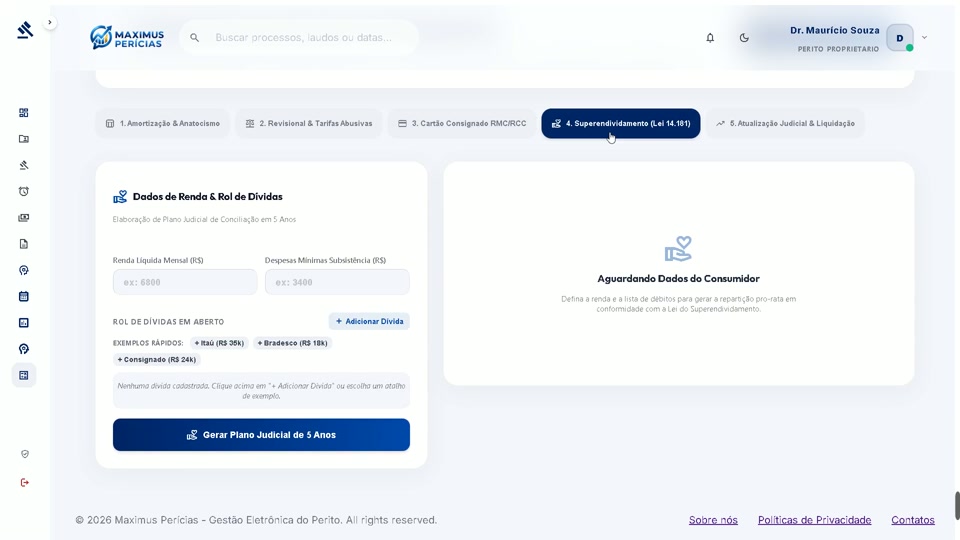 MAXIMUS
PERÍCIAS
Buscar processos, laudos ou datas...
Dr. Maurício Souza
PERITO PROPRIETARIO
D
1. Amortização & Anatocismo
2. Revisional & Tarifas Abusivas
3. Cartão Consignado RMC/RCC
4. Superendividamento (Lei 14.181)
5. Atualização Judicial & Liquidação
Dados de Renda & Rol de Dívidas
Elaboração de Plano Judicial de Conciliação em 5 Anos
Renda Líquida Mensal (R$)
Despesas Mínimas Subsistência (R$)
ex: 6800
ex: 3400
ROL DE DÍVIDAS EM ABERTO
+ Adicionar Dívida
EXEMPLOS RÁPIDOS:
+ Itaú (R$ 35k)
+ Bradesco (R$ 18k)
+ Consignado (R$ 24k)
Nenhuma dívida cadastrada. Clique acima em "+ Adicionar Dívida" ou escolha um atalho
de exemplo.
Gerar Plano Judicial de 5 Anos
Aguardando Dados do Consumidor
Defina a renda e a lista de débitos para gerar a repartição pro-rata em
conformidade com a Lei do Superendividamento.
© 2026 Maximus Perícias - Gestão Eletrônica do Perito. All rights reserved.
Sobre nós
Políticas de Privacidade
Contatos